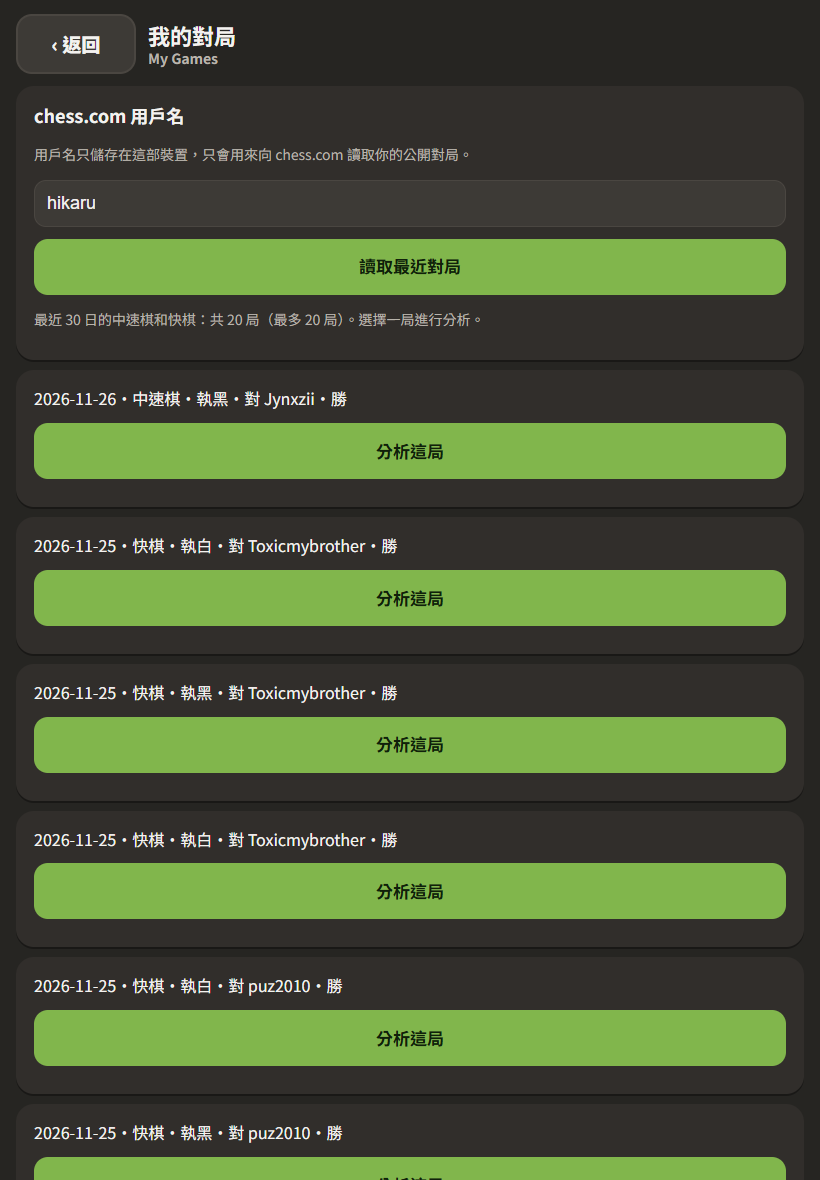 ‹ 返回
我的對局
My Games
chess.com 用戶名
用戶名只儲存在這部裝置，只會用來向 chess.com 讀取你的公開對局。
hikaru
讀取最近對局
最近 30 日的中速棋和快棋：共 20 局（最多 20 局）。選擇一局進行分析。
2026-11-26・中速棋・執黑・對 Jynxzii・勝
分析這局
2026-11-25・快棋・執白・對 Toxicmybrother・勝
分析這局
2026-11-25・快棋・執黑・對 Toxicmybrother・勝
分析這局
2026-11-25・快棋・執白・對 Toxicmybrother・勝
分析這局
2026-11-25・快棋・執白・對 puz2010・勝
分析這局
2026-11-25・快棋・執黑・對 puz2010・勝